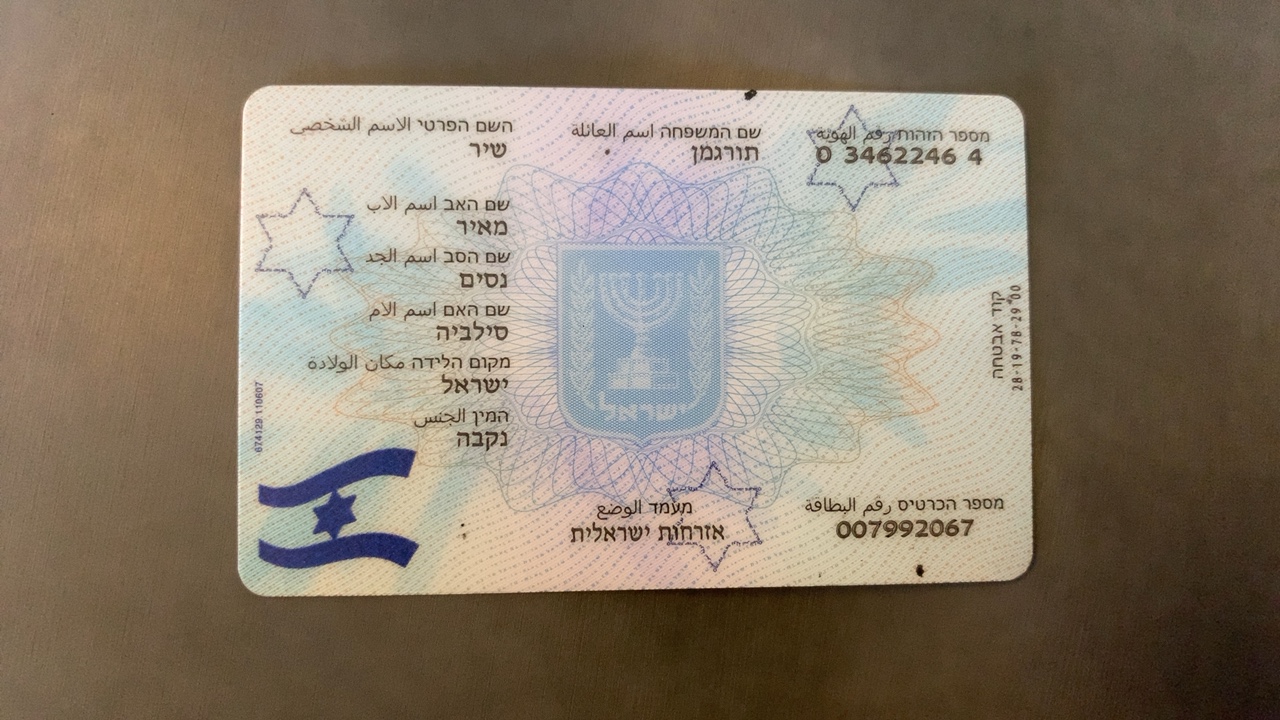 השם הפרטי الاسم الشخصي
שיר
שם המשפחה اسم العائلة
תורגמן
מספר הזהות رقم الهوية
0 3462246 4
שם האב اسم الاب
מאיר
שם הסב اسم الجد
נסים
שם האם اسم الام
סילביה
מקום הלידה مكان الولادة
ישראל
המין الجنس
נקבה
ישראל
קוד אבטחה
28-19-78-29 00
674129 110607
מעמד الوضع
אזרחות ישראלית
מספר הכרטיס رقم البطاقة
007992067